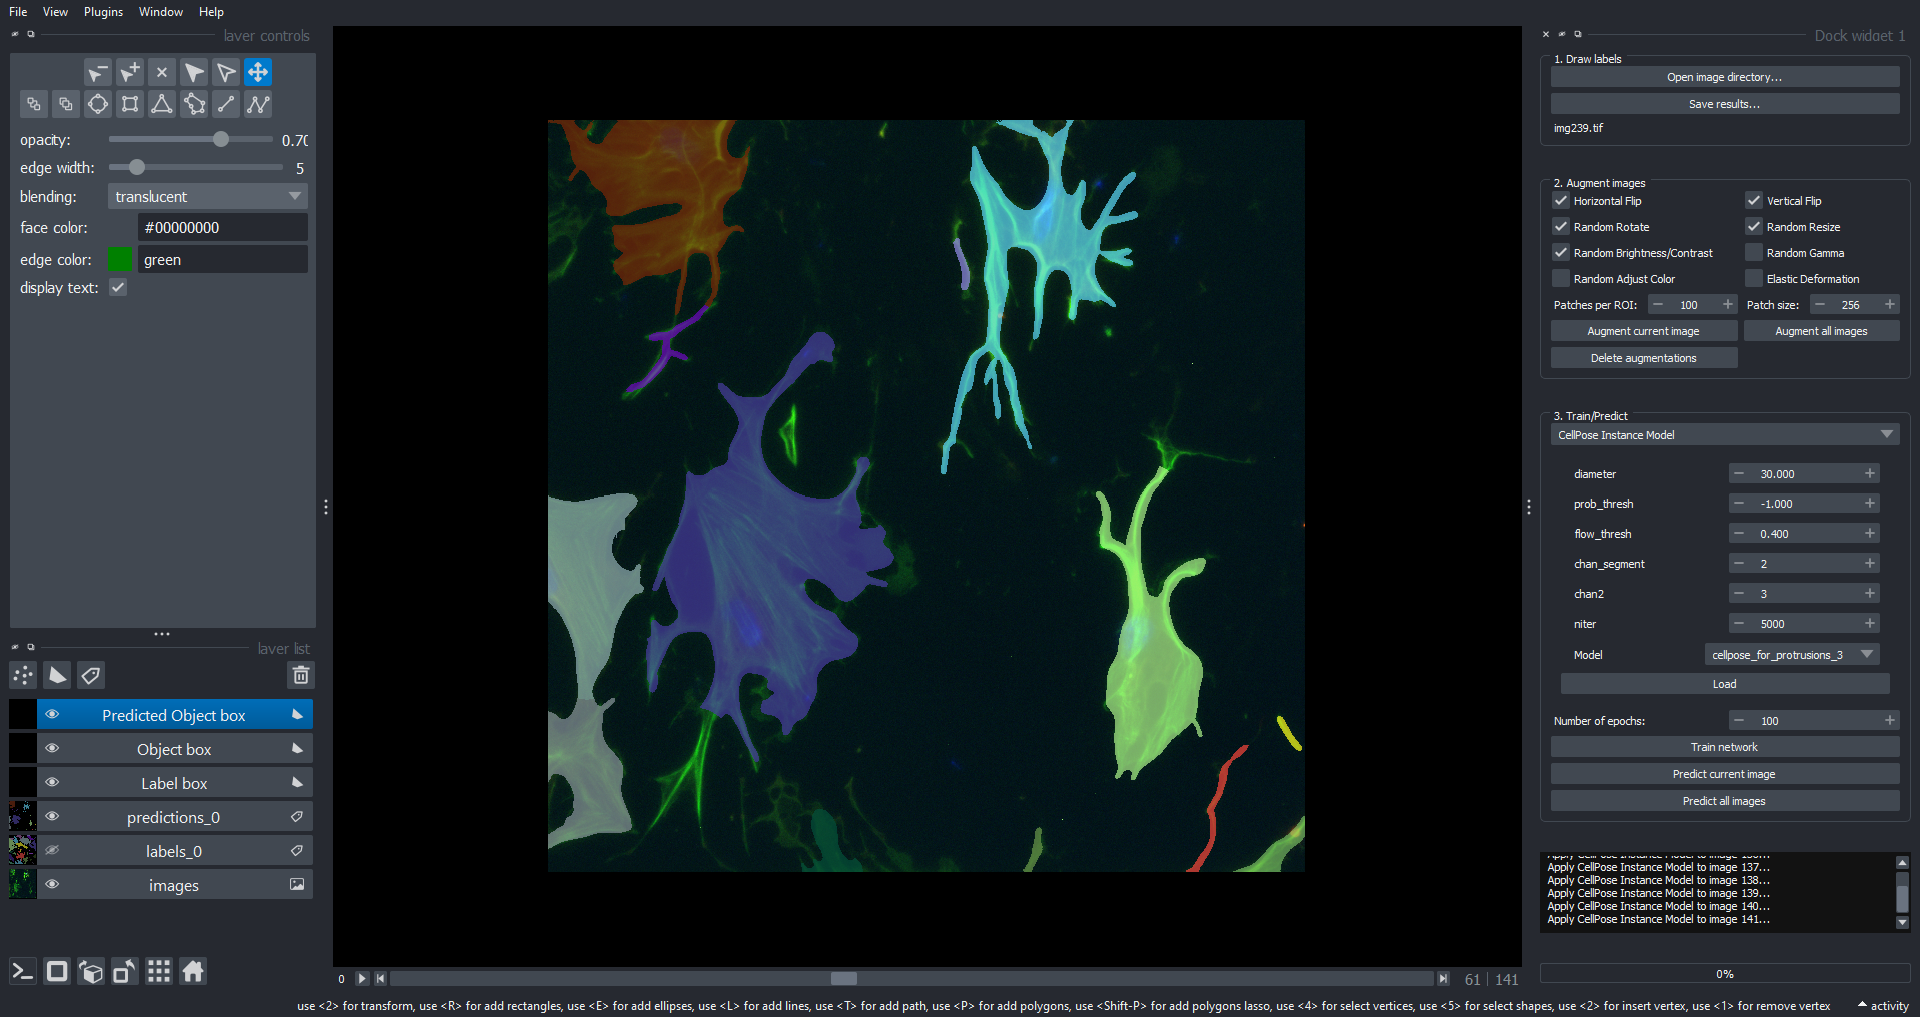 File View Plugins Window Help
layer controls
opacity: 0.70
edge width: 5
blending: translucent
face color: #00000000
edge color: green
display text:
layer list
Predicted Object box
Object box
Label box
predictions_0
labels_0
images
0
61 | 141
use <2> for transform, use <R> for add rectangles, use <E> for add ellipses, use <L> for add lines, use <T> for add path, use <P> for add polygons, use <Shift-P> for add polygons lasso, use <4> for select vertices, use <5> for select shapes, use <2> for insert vertex, use <1> for remove vertex
activity
Dock widget 1
1. Draw labels
Open image directory...
Save results...
img239.tif
2. Augment images
Horizontal Flip Vertical Flip
Random Rotate Random Resize
Random Brightness/Contrast Random Gamma
Random Adjust Color Elastic Deformation
Patches per ROI: 100 Patch size: 256
Augment current image Augment all images
Delete augmentations
3. Train/Predict
CellPose Instance Model
diameter 30.000
prob_thresh -1.000
flow_thresh 0.400
chan_segment 2
chan2 3
niter 5000
Model cellpose_for_protrusions_3
Load
Number of epochs: 100
Train network
Predict current image
Predict all images
Apply CellPose Instance Model to image 136...
Apply CellPose Instance Model to image 137...
Apply CellPose Instance Model to image 138...
Apply CellPose Instance Model to image 139...
Apply CellPose Instance Model to image 140...
Apply CellPose Instance Model to image 141...
0%